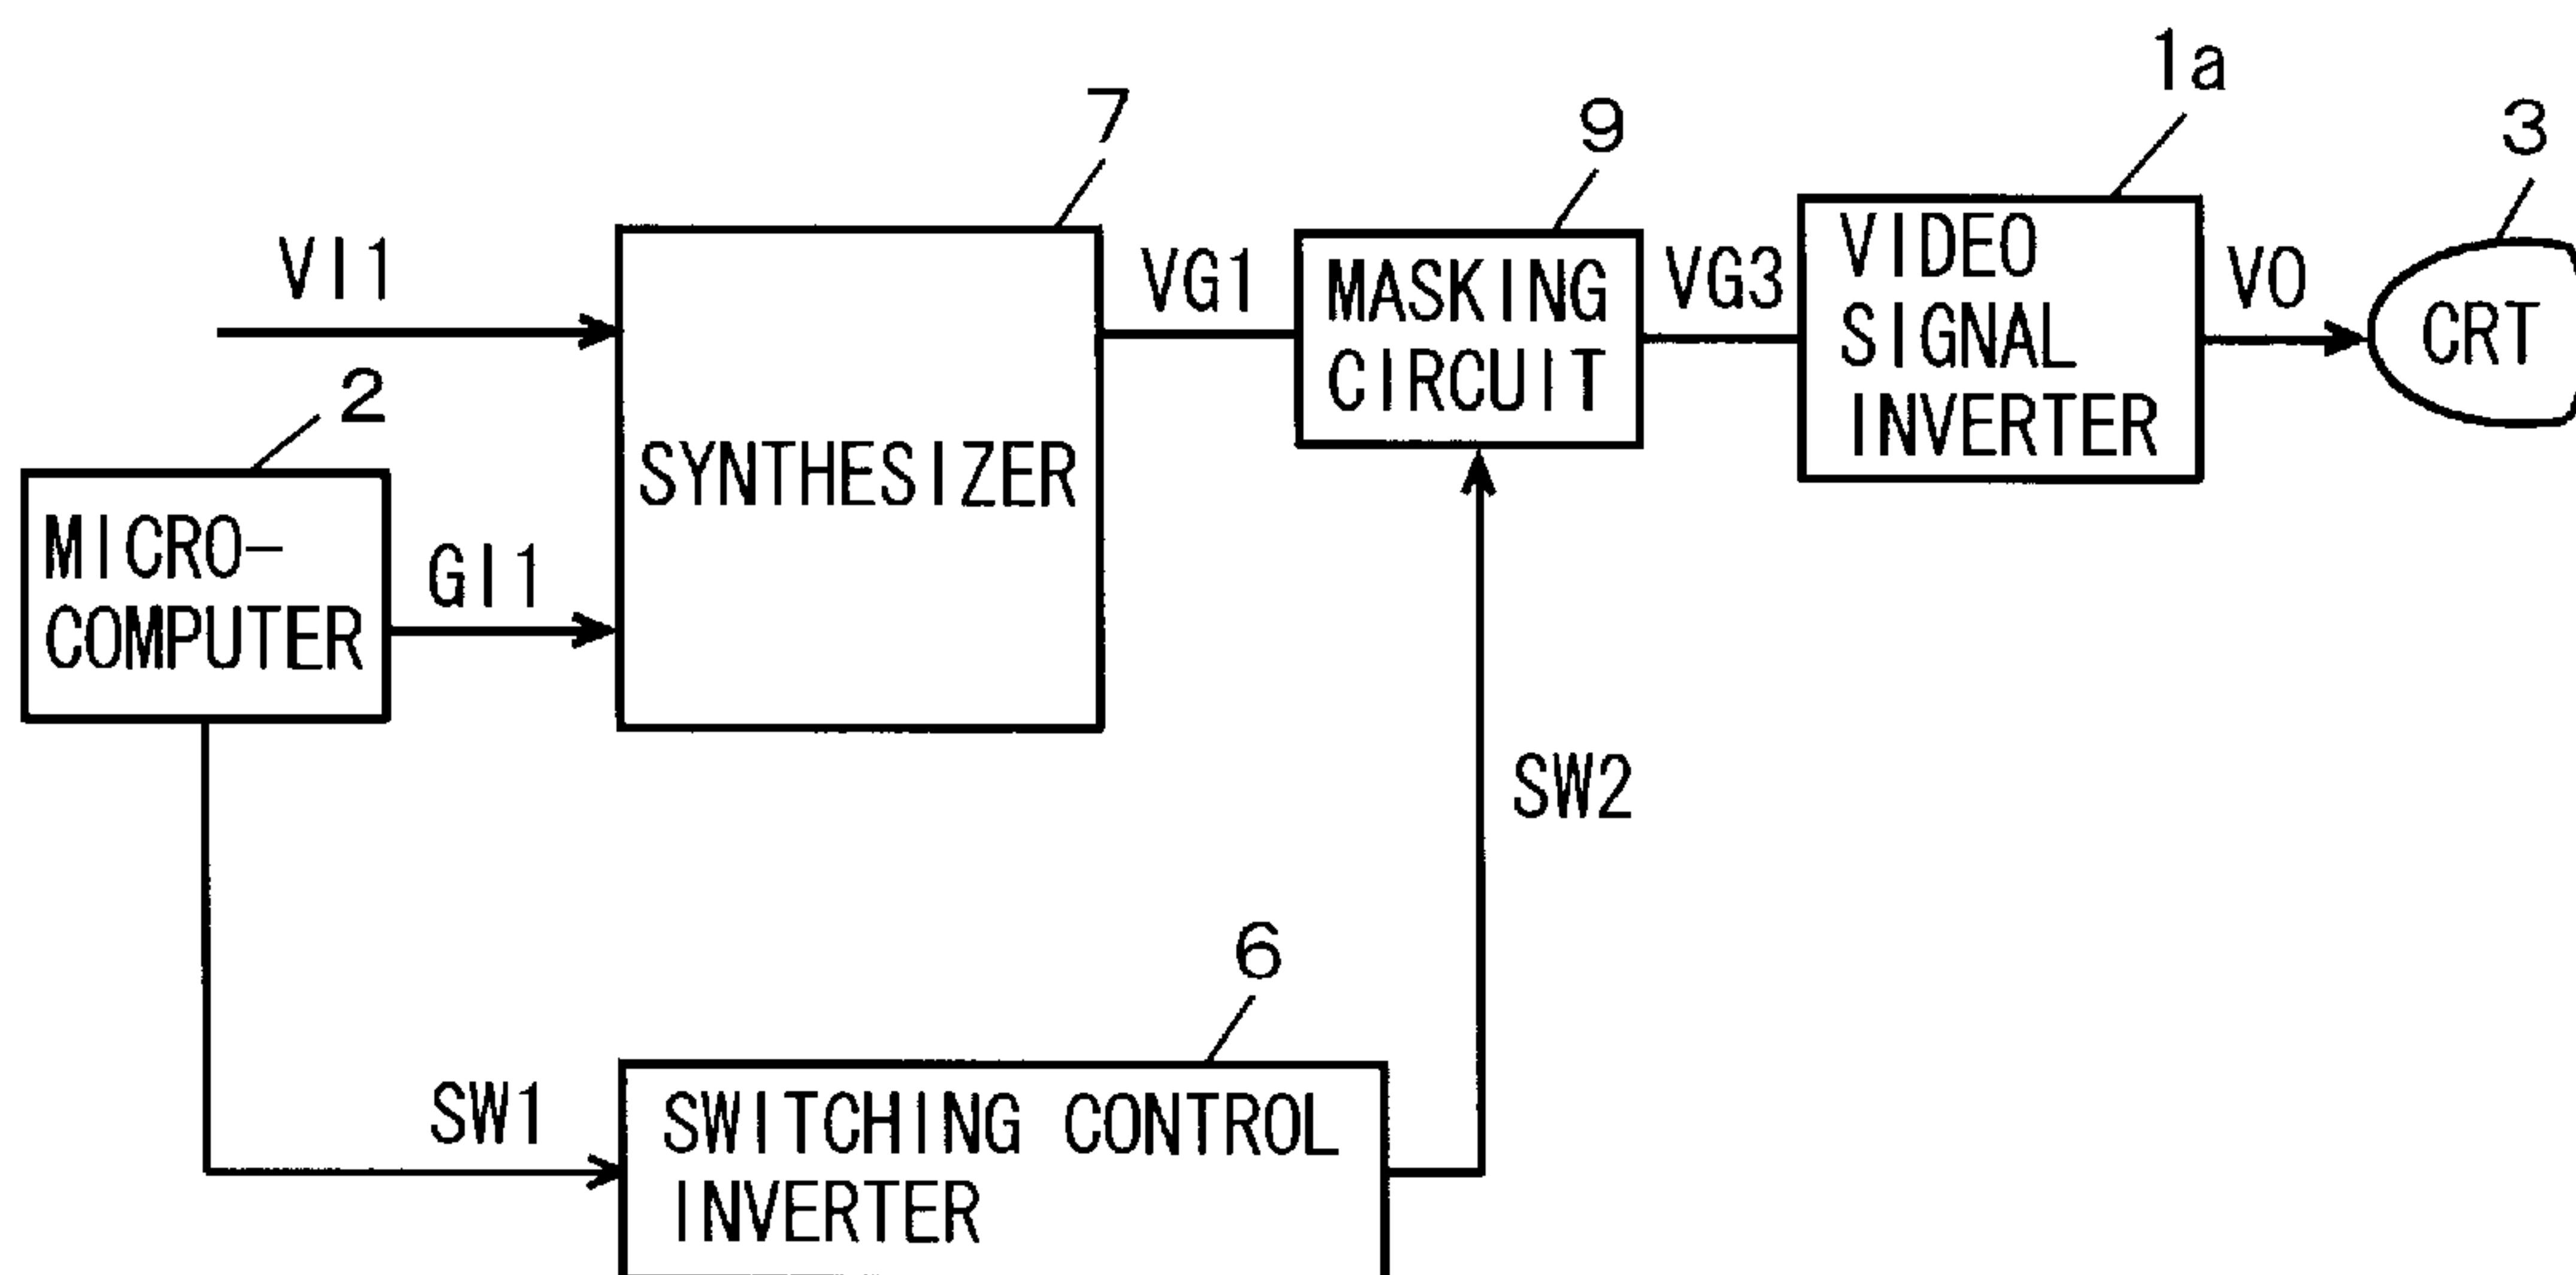 1a
7
9
3
VI1
VG1
MASKING
CIRCUIT
VG3
VIDEO
SIGNAL
INVERTER
VO
CRT
2
MICRO-
COMPUTER
GI1
SYNTHESIZER
SW2
6
SW1
SWITCHING CONTROL
INVERTER